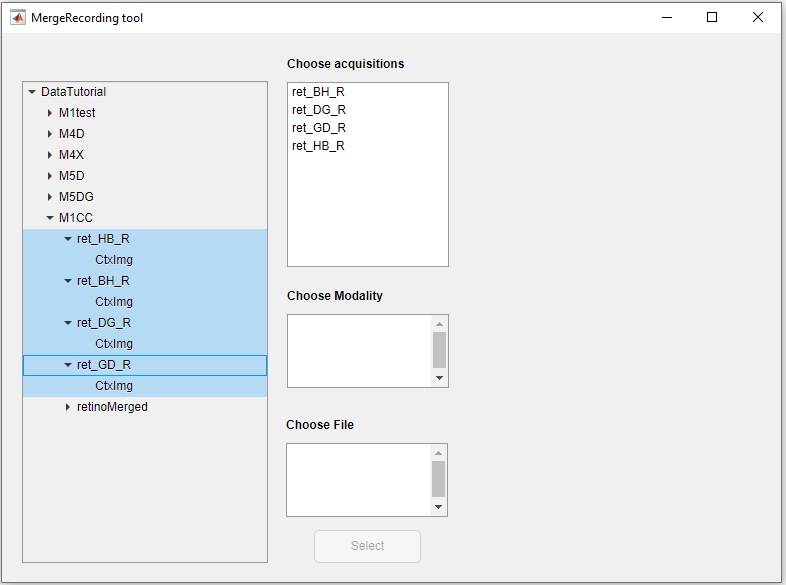 MergeRecording tool
DataTutorial
M1test
M4D
M4X
M5D
M5DG
M1CC
ret_HB_R
CtxImg
ret_BH_R
CtxImg
ret_DG_R
CtxImg
ret_GD_R
CtxImg
retinoMerged
Choose acquisitions
ret_BH_R
ret_DG_R
ret_GD_R
ret_HB_R
Choose Modality
Choose File
Select